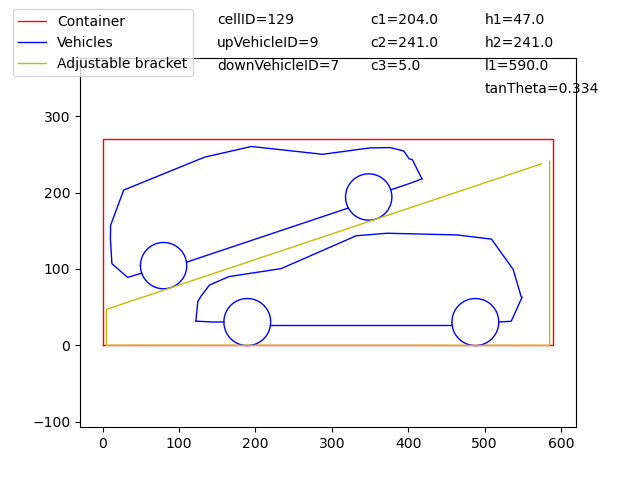 Container
Vehicles
Adjustable bracket
cellID=129
upVehicleID=9
downVehicleID=7
c1=204.0
c2=241.0
c3=5.0
h1=47.0
h2=241.0
l1=590.0
tanTheta=0.334
300
200
100
0
−100
0
100
200
300
400
500
600